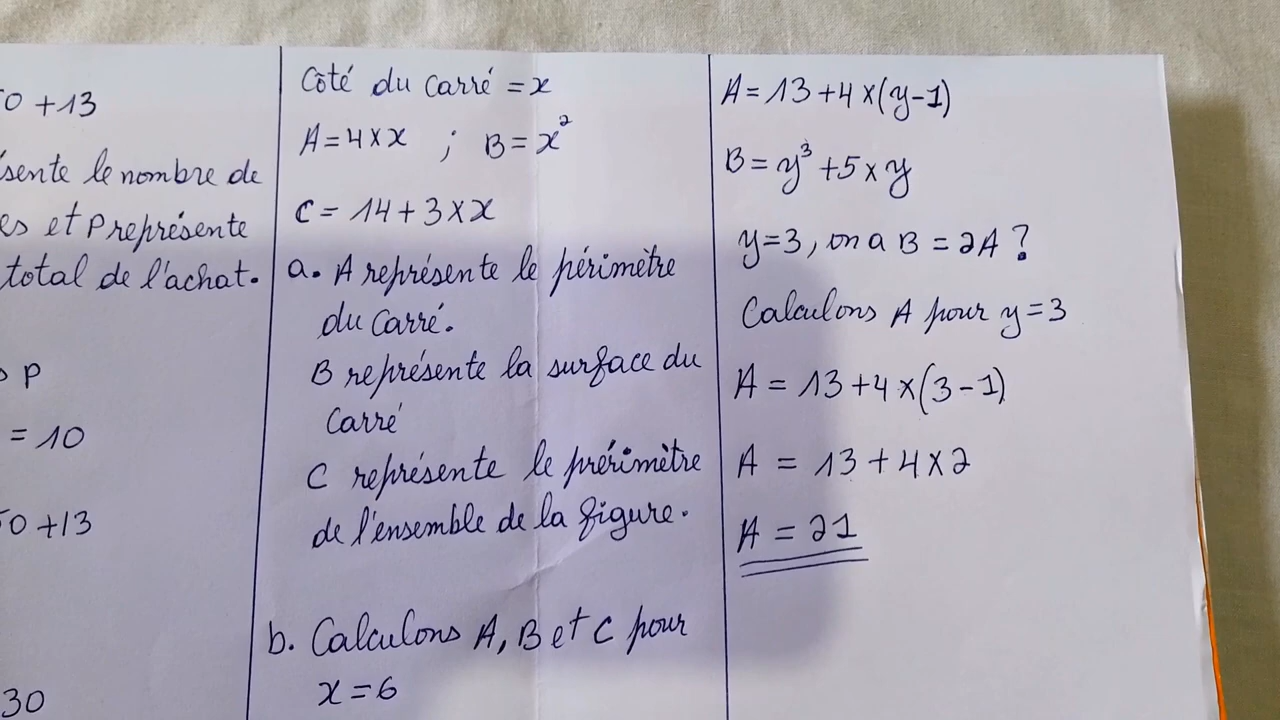 50 +13
sente le nombre de
es et P représente
total de l'achat.
P
= 10
50 +13
30
Côté du carré = x
A = 4 × x ; B = x²
C = 14 + 3 × x
a. A représente le périmètre
du carré.
B représente la surface du
carré
C représente le prérimètre
de l'ensemble de la figure.
b. Calculons A, B et C pour
x = 6
A = 13 + 4 × (y-1)
B = y³ + 5 × y
y=3, on a B = 2A ?
Calculons A pour y=3
A = 13 + 4 × (3-1)
A = 13 + 4 × 2
A = 21